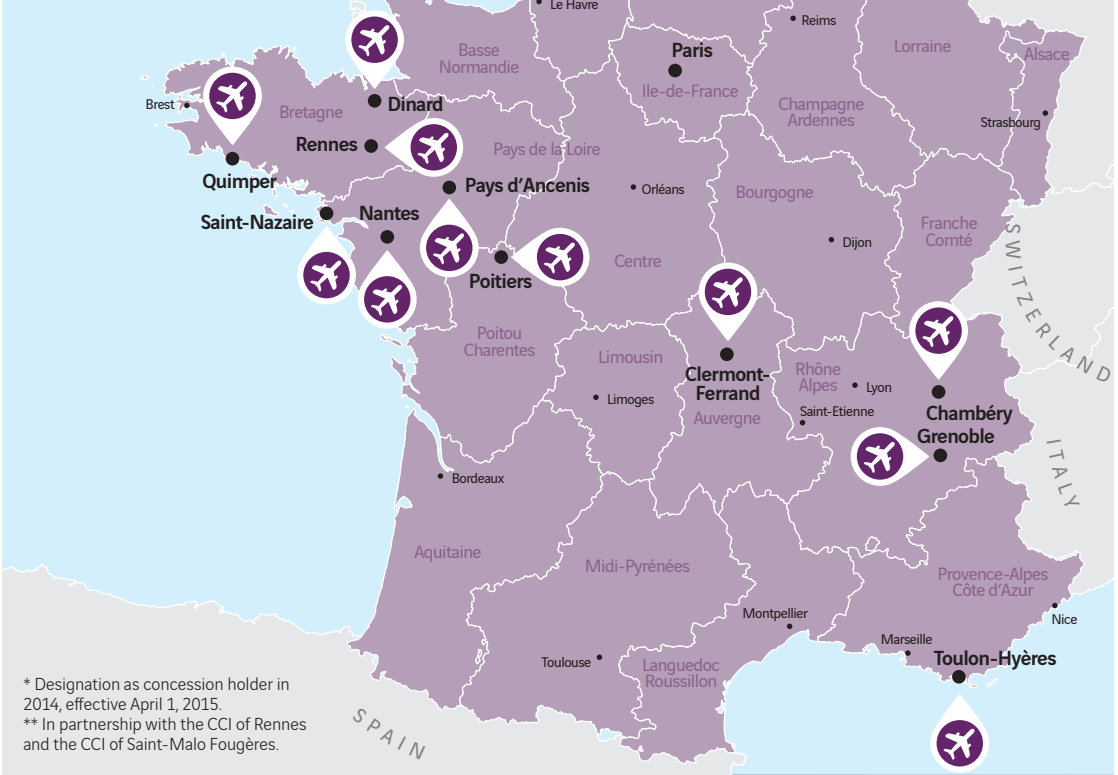 Le Havre
Reims
Basse
Normandie
Paris
Lorraine
Alsace
Ile-de-France
Brest
Bretagne
Dinard
Champagne
Ardennes
Strasbourg
Rennes
Pays de la Loire
Quimper
Pays d'Ancenis
Orléans
Bourgogne
Saint-Nazaire
Nantes
Franche
Comté
Dijon
SWITZERLAND
Centre
Poitiers
Poitou
Charentes
Limousin
Clermont-
Ferrand
Rhône
Alpes
Lyon
Limoges
Auvergne
Saint-Etienne
Chambéry
Grenoble
ITALY
Bordeaux
Aquitaine
Midi-Pyrénées
Provence-Alpes
Côte d'Azur
Montpellier
Nice
Marseille
Toulouse
Languedoc
Roussillon
Toulon-Hyères
* Designation as concession holder in
2014, effective April 1, 2015.
** In partnership with the CCI of Rennes
and the CCI of Saint-Malo Fougères.
SPAIN